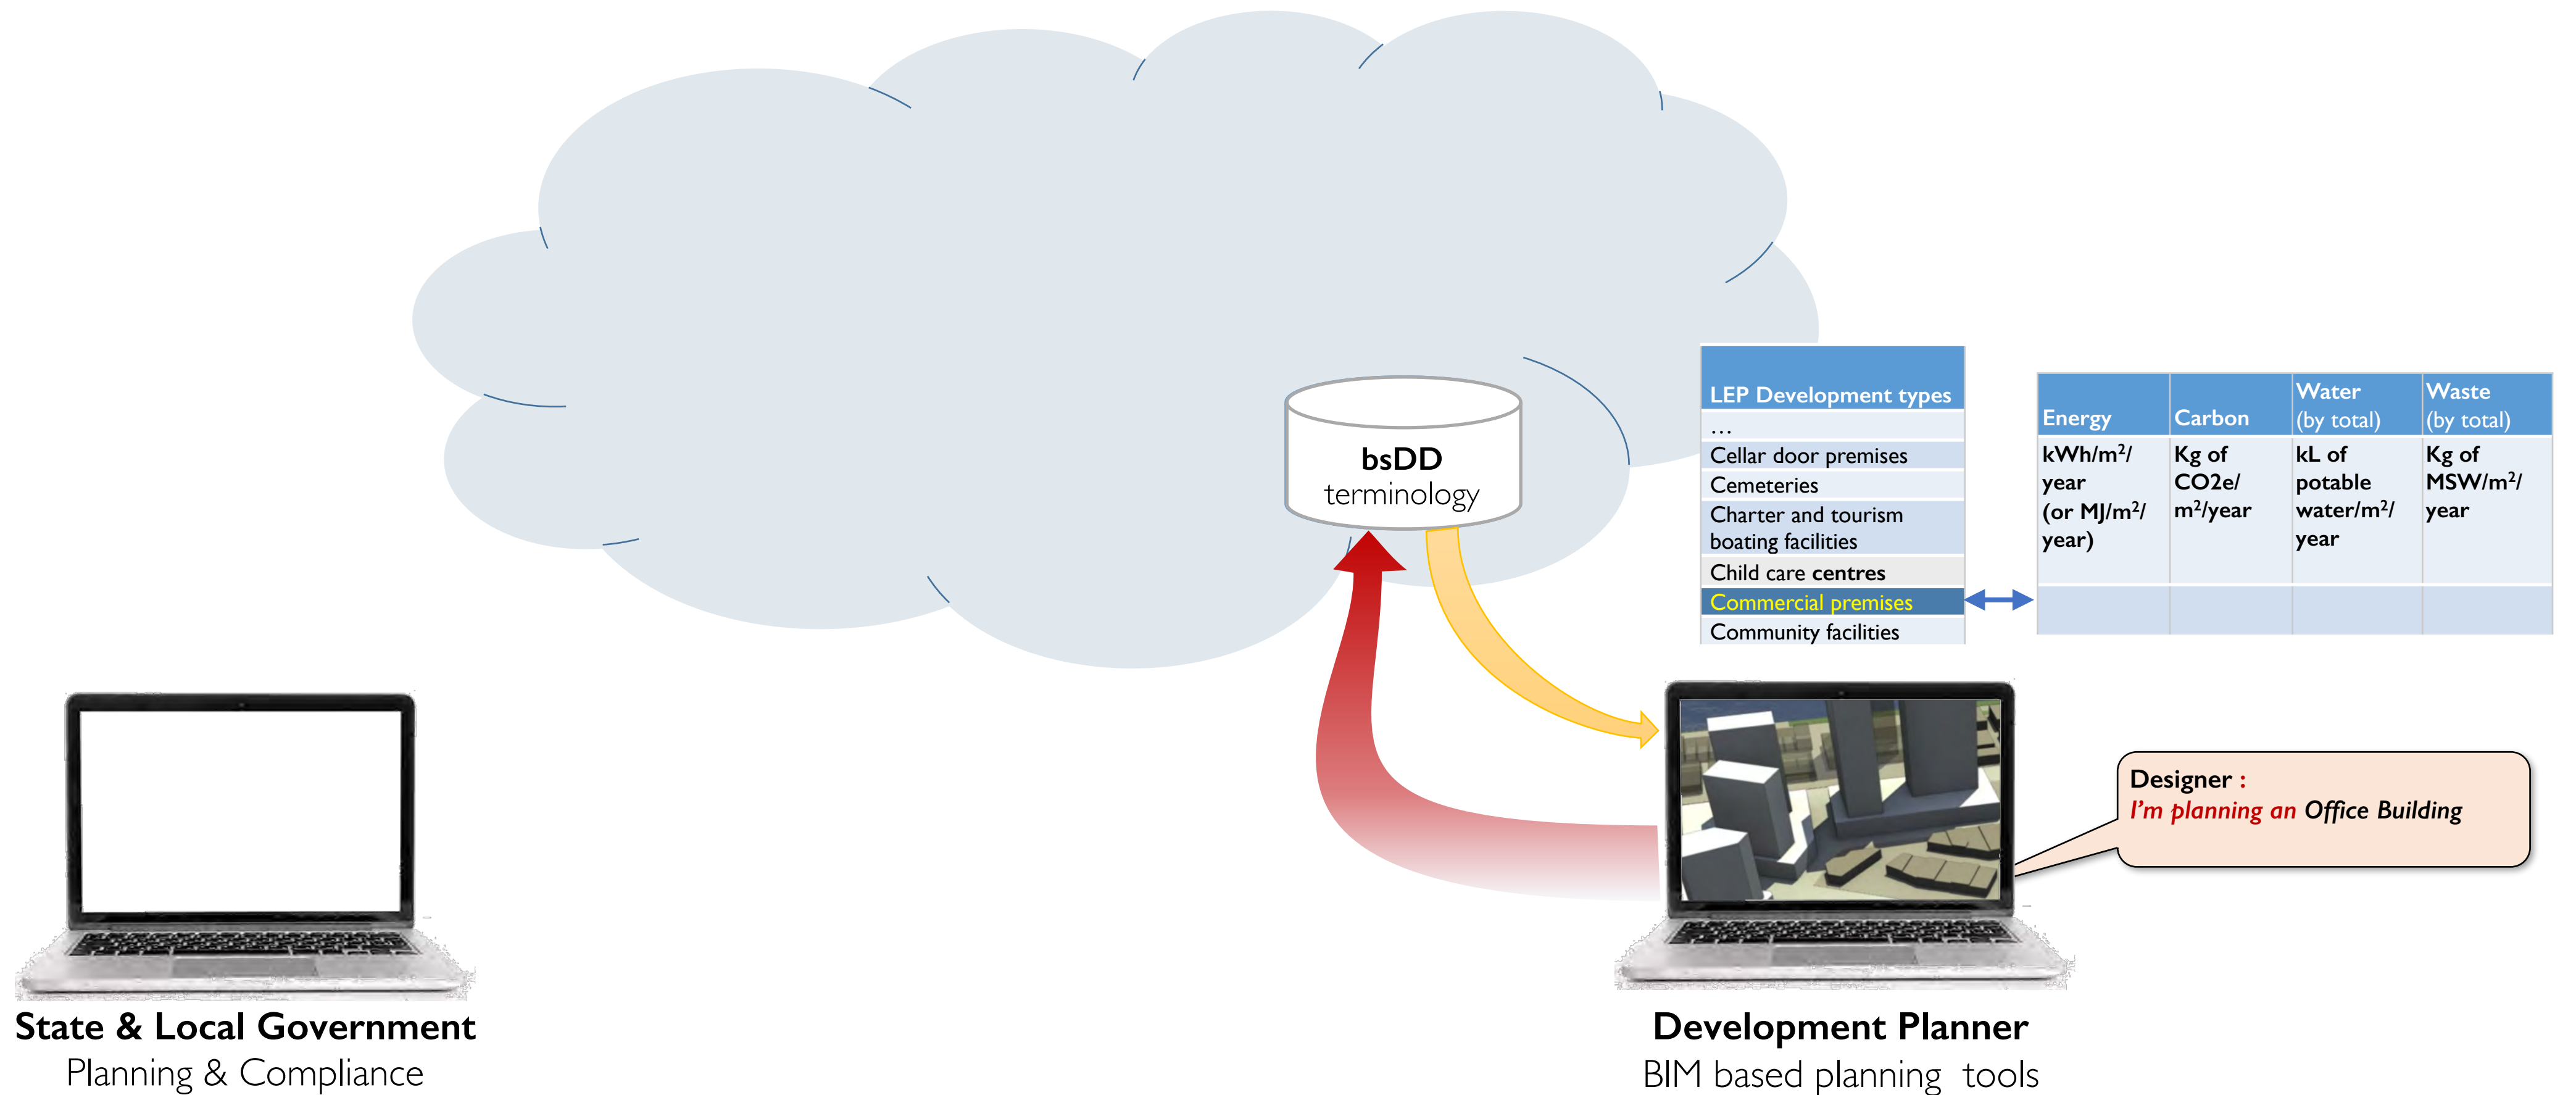 bsDD
terminology
LEP Development types
…
Cellar door premises
Cemeteries
Charter and tourism
boating facilities
Child care centres
Commercial premises
Community facilities
Energy
Carbon
Water
(by total)
Waste
(by total)
kWh/m²/
year
(or MJ/m²/
year)
Kg of
CO2e/
m²/year
kL of
potable
water/m²/
year
Kg of
MSW/m²/
year
Designer :
I'm planning an Office Building
State & Local Government
Planning & Compliance
Development Planner
BIM based planning tools